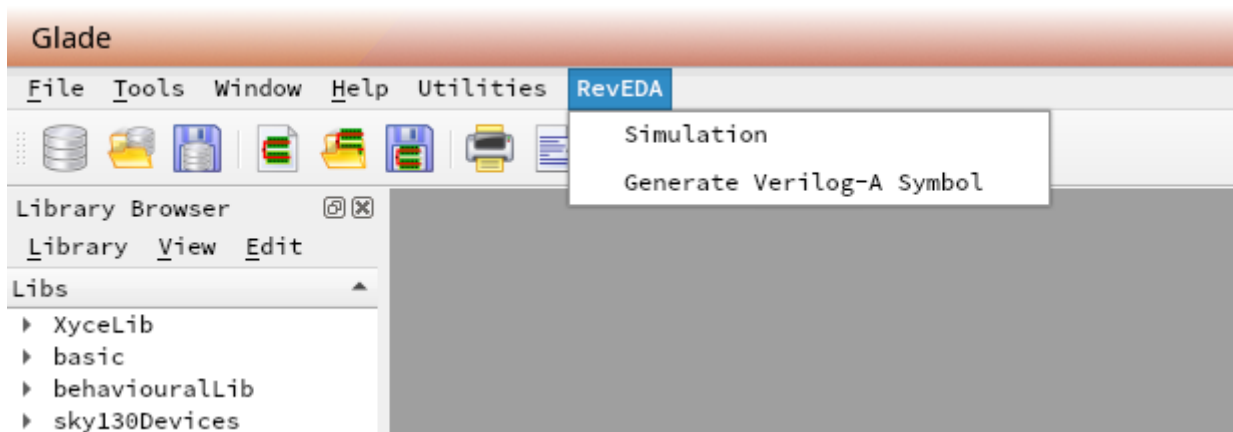 Glade
File Tools Window Help Utilities RevEDA
Simulation
Generate Verilog-A Symbol
Library Browser
Library View Edit
Libs
XyceLib
basic
behaviouralLib
sky130Devices